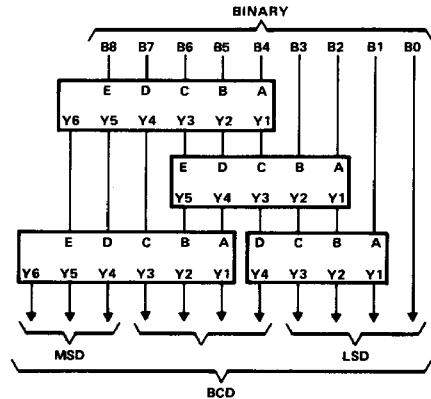 BINARY
B8 B7 B6 B5 B4 B3 B2 B1 B0
E D C B A
Y6 Y5 Y4 Y3 Y2 Y1
E D C B A
Y5 Y4 Y3 Y2 Y1
E D C B A D C B A
Y6 Y5 Y4 Y3 Y2 Y1 Y4 Y3 Y2 Y1
MSD LSD
BCD